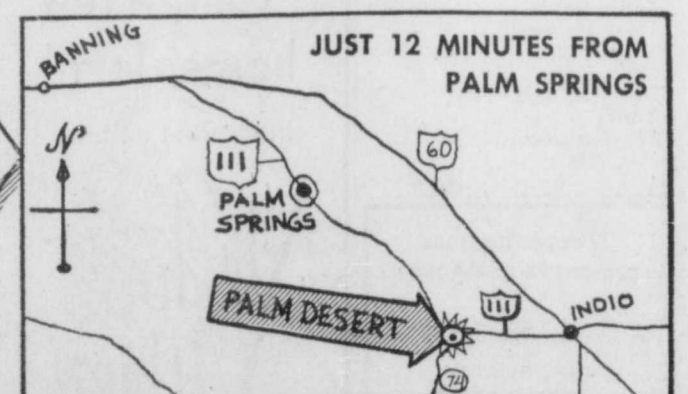 JUST 12 MINUTES FROM
PALM SPRINGS
BANNING
N
111
60
PALM
SPRINGS
PALM DESERT
111
INDIO
74